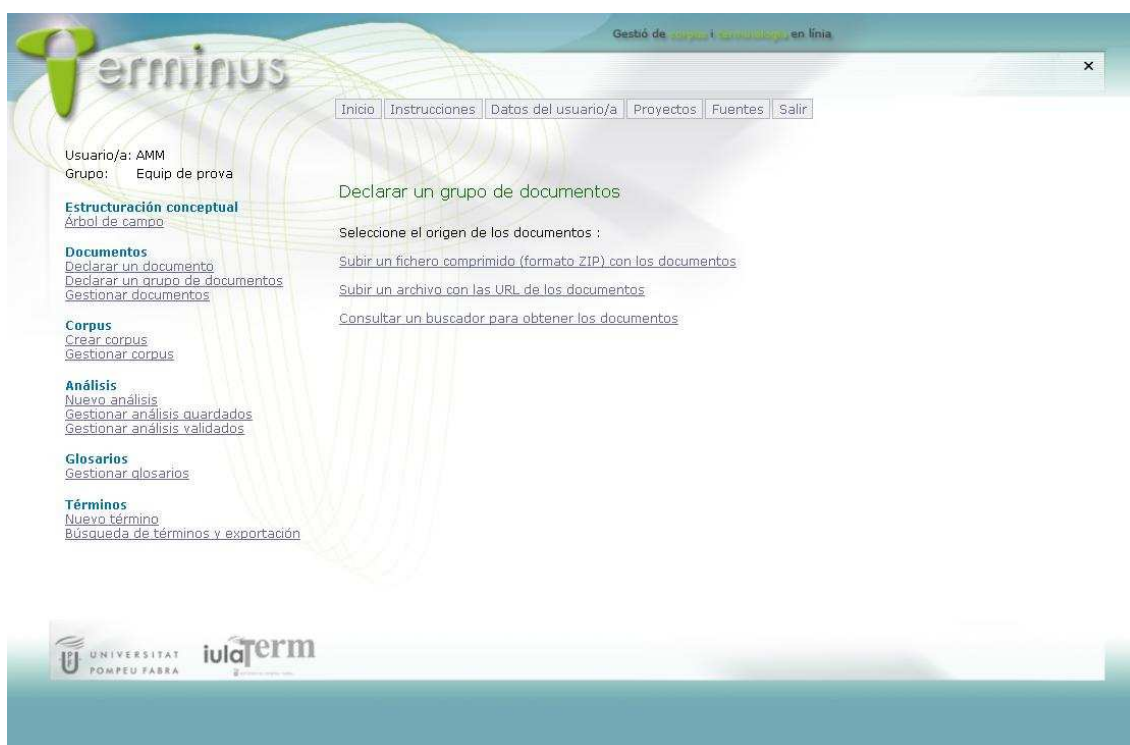 Gestió de corpus i terminologia en línia
Terminus
×
Inicio Instrucciones Datos del usuario/a Proyectos Fuentes Salir
Usuario/a: AMM
Grupo: Equip de prova
Estructuración conceptual
Árbol de campo
Documentos
Declarar un documento
Declarar un grupo de documentos
Gestionar documentos
Corpus
Crear corpus
Gestionar corpus
Análisis
Nuevo análisis
Gestionar análisis guardados
Gestionar análisis validados
Glosarios
Gestionar glosarios
Términos
Nuevo término
Búsqueda de términos y exportación
Declarar un grupo de documentos
Seleccione el origen de los documentos :
Subir un fichero comprimido (formato ZIP) con los documentos
Subir un archivo con las URL de los documentos
Consultar un buscador para obtener los documentos
UNIVERSITAT
POMPEU FABRA
iulaTerm